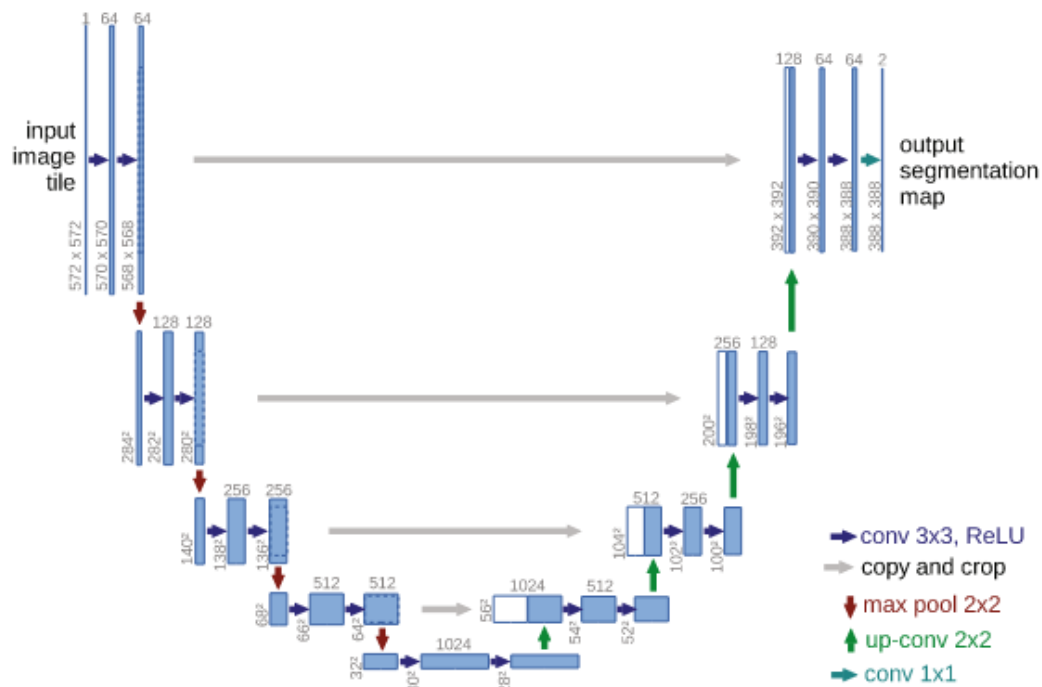 1 64 64
128 64 64 2
input
image
tile
output
segmentation
map
572 x 572
570 x 570
568 x 568
392 x 392
390 x 390
388 x 388
388 x 388
128 128
256 128
284²
282²
280²
200²
198²
196²
256 256
512 256
140²
138²
136²
104²
102²
100²
conv 3x3, ReLU
copy and crop
max pool 2x2
up-conv 2x2
conv 1x1
512 512
1024 512
68²
66²
64²
56²
54²
52²
1024
32²